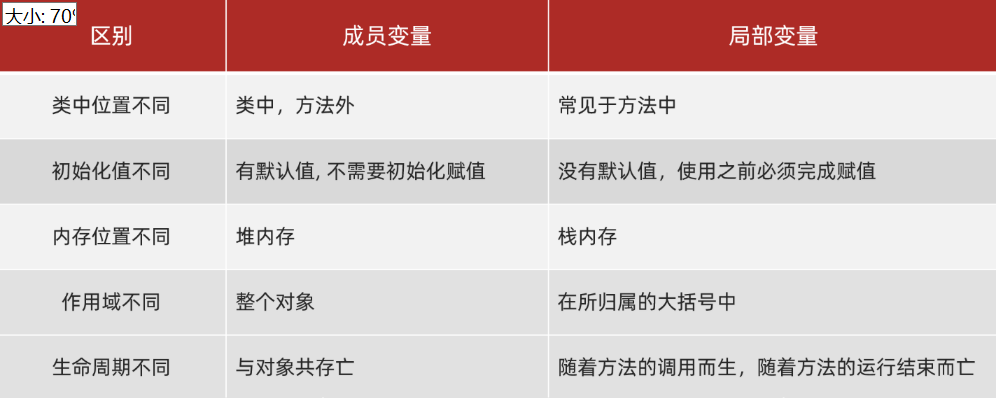 大小: 70%
区别 成员变量 局部变量
类中位置不同 类中，方法外 常见于方法中
初始化值不同 有默认值, 不需要初始化赋值 没有默认值，使用之前必须完成赋值
内存位置不同 堆内存 栈内存
作用域不同 整个对象 在所归属的大括号中
生命周期不同 与对象共存亡 随着方法的调用而生，随着方法的运行结束而亡